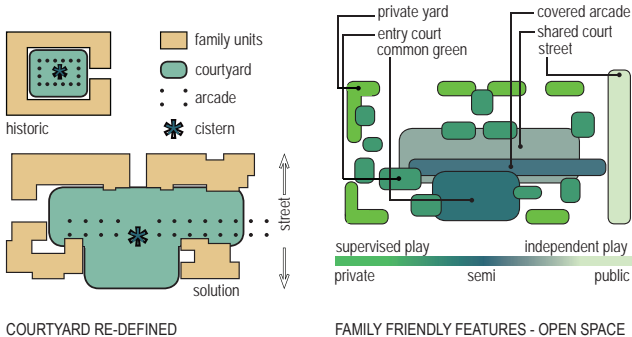 family units
courtyard
arcade
cistern
historic
street
solution
COURTYARD RE-DEFINED
private yard
entry court
common green
covered arcade
shared court
street
supervised play
independent play
private
semi
public
FAMILY FRIENDLY FEATURES - OPEN SPACE